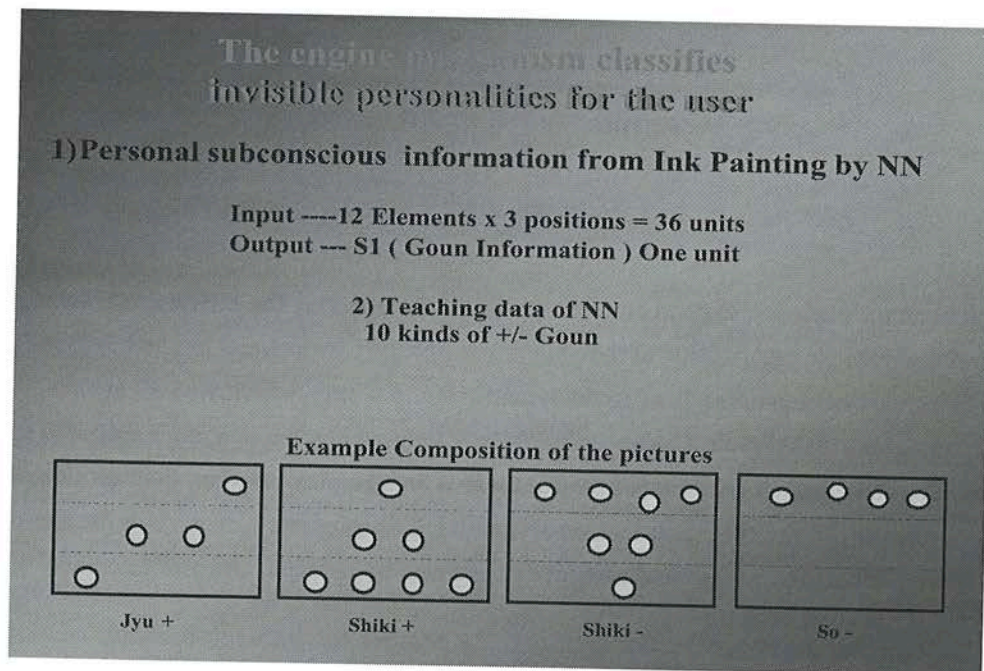 The engine classifies
invisible personalities for the user
1)Personal subconscious information from Ink Painting by NN
Input ----12 Elements x 3 positions = 36 units
Output --- S1 ( Goun Information ) One unit
2) Teaching data of NN
10 kinds of +/- Goun
Example Composition of the pictures
Jyu +
Shiki +
Shiki -
So -